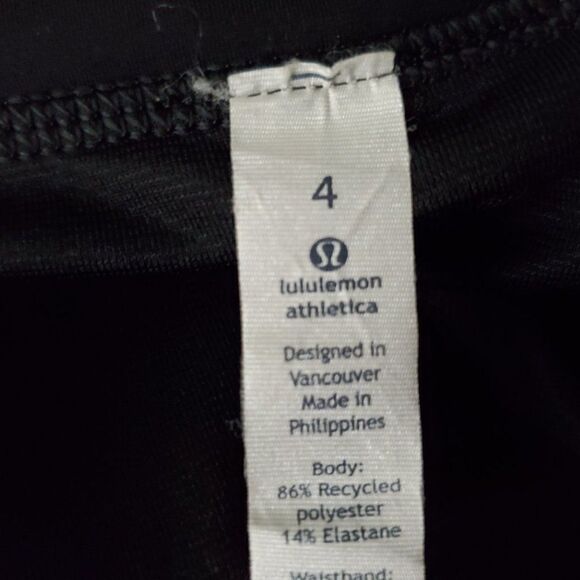 4
lululemon
athletica
Designed in
Vancouver
Made in
Philippines
Body:
86% Recycled
polyester
14% Elastane
Waistband: